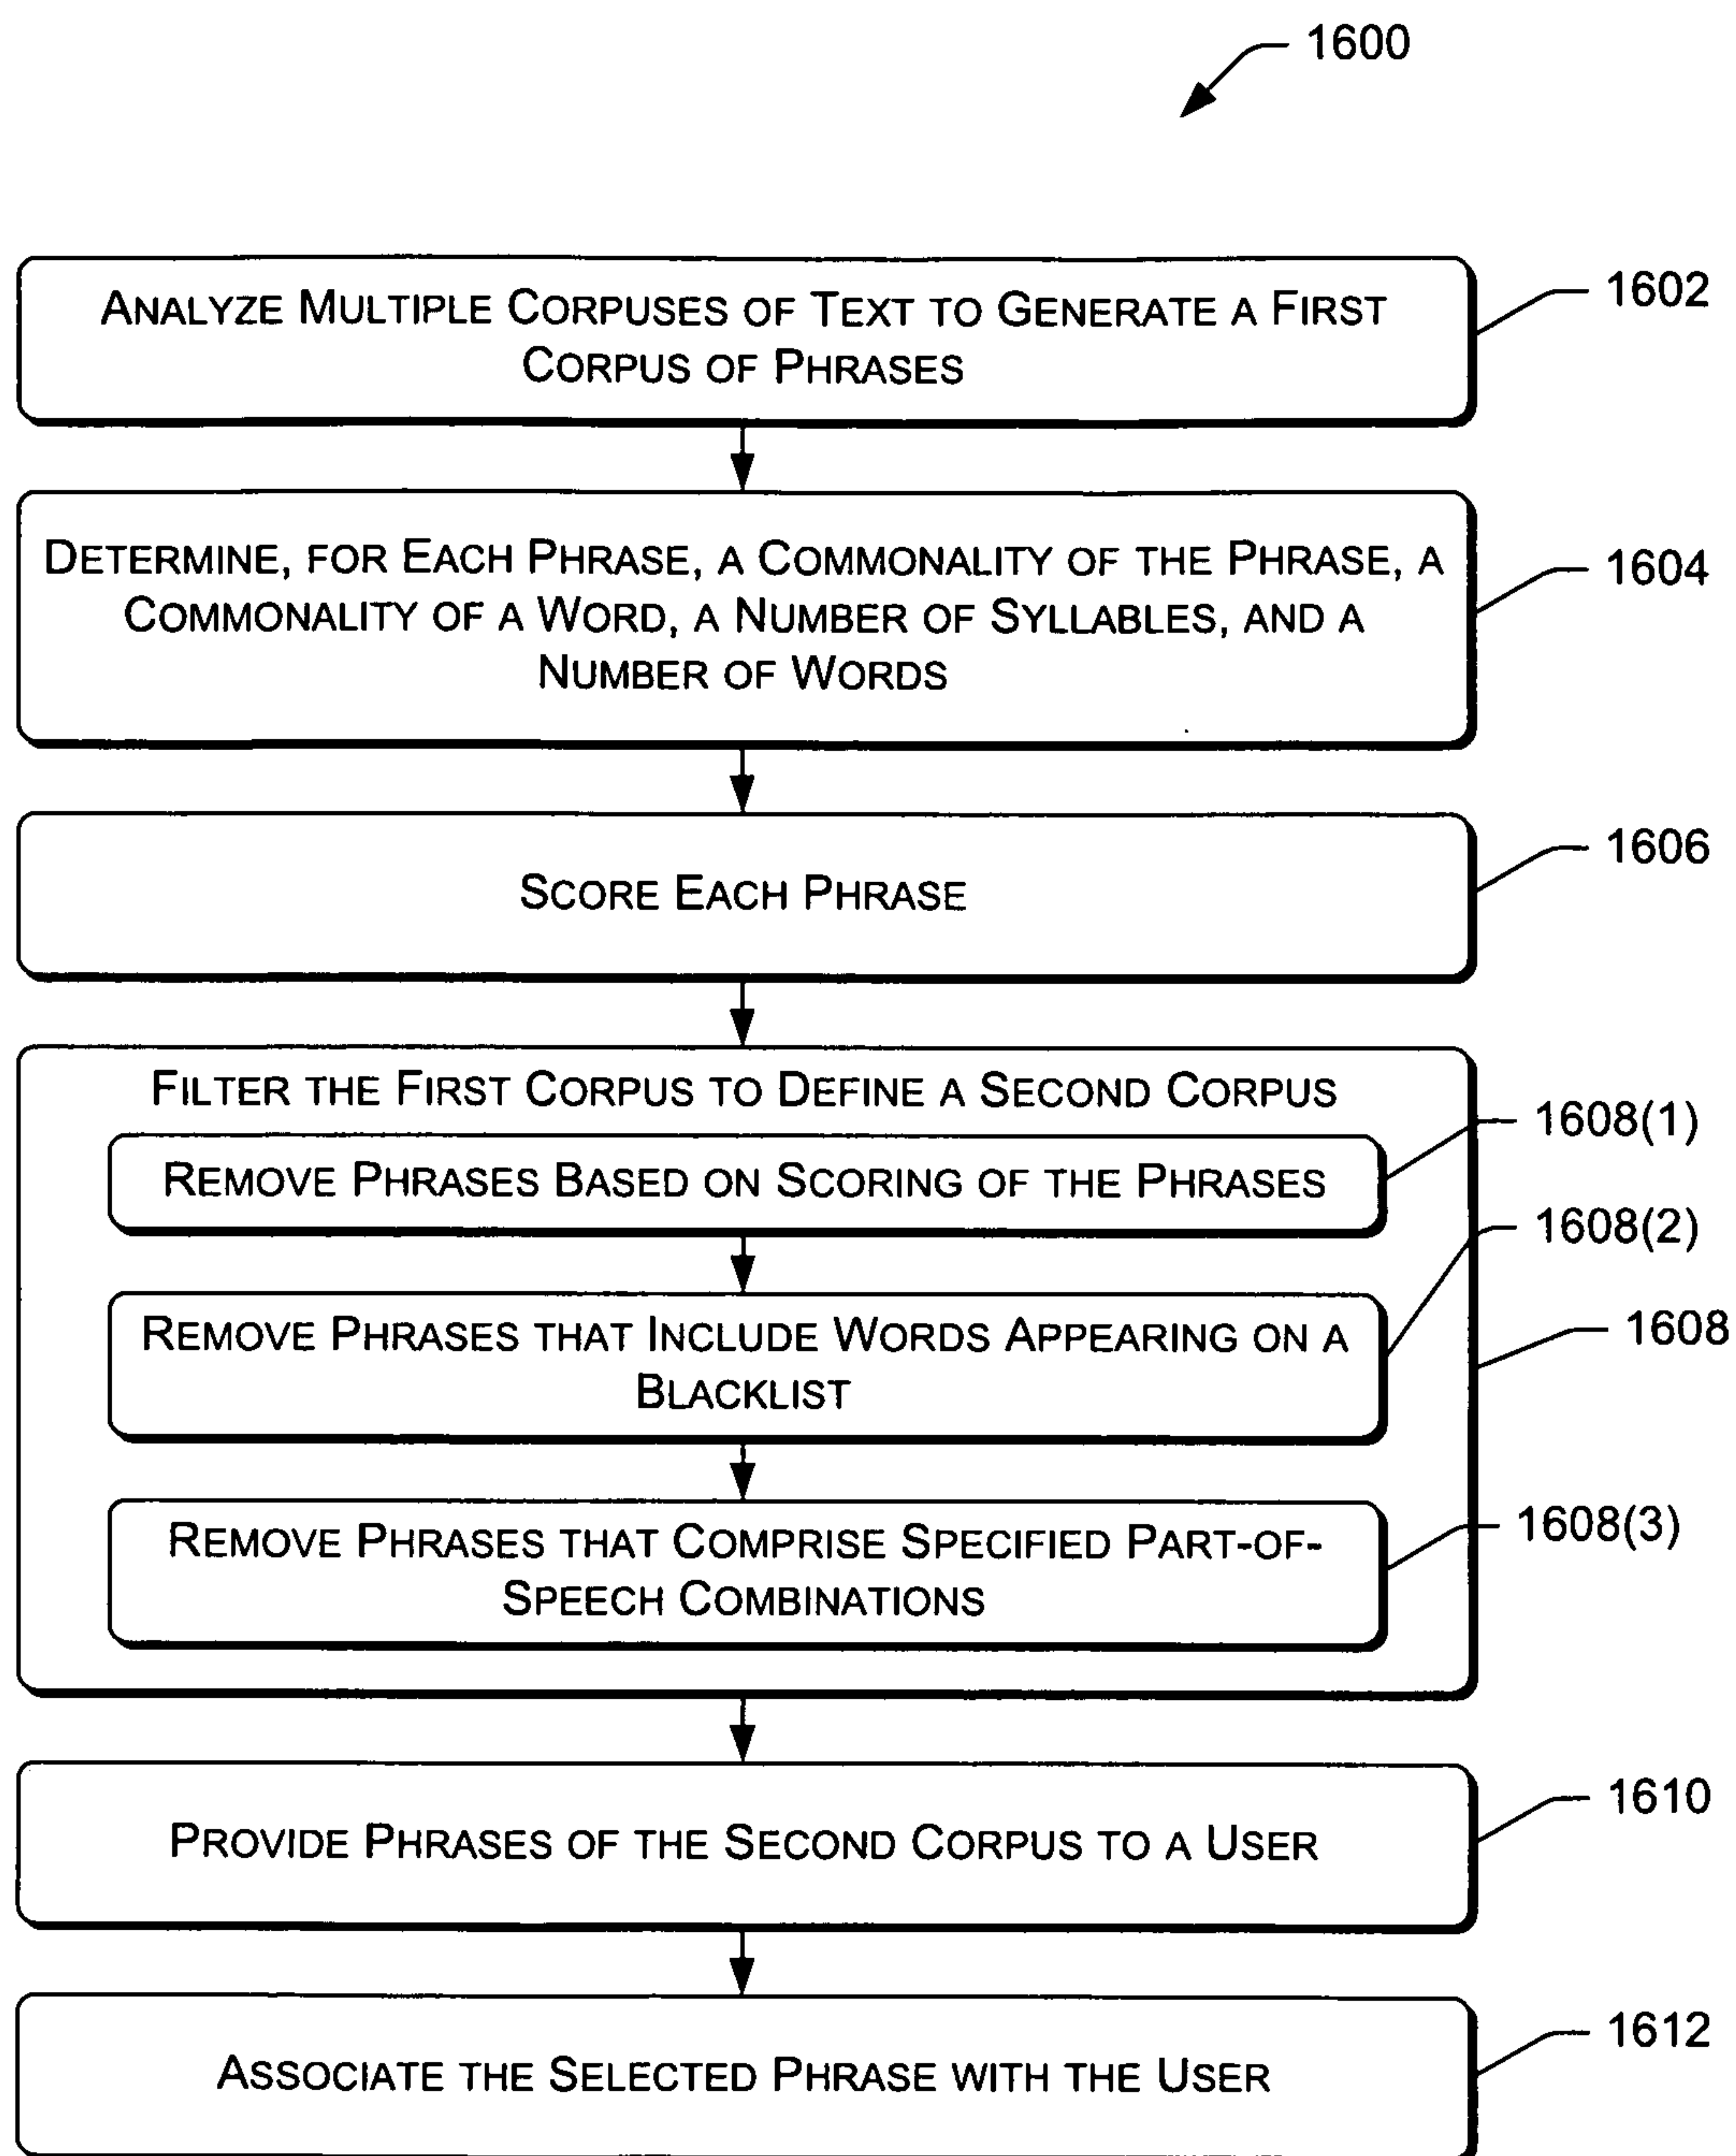 1600
ANALYZE MULTIPLE CORPUSES OF TEXT TO GENERATE A FIRST
CORPUS OF PHRASES
1602
DETERMINE, FOR EACH PHRASE, A COMMONALITY OF THE PHRASE, A
COMMONALITY OF A WORD, A NUMBER OF SYLLABLES, AND A
NUMBER OF WORDS
1604
SCORE EACH PHRASE
1606
FILTER THE FIRST CORPUS TO DEFINE A SECOND CORPUS
REMOVE PHRASES BASED ON SCORING OF THE PHRASES
1608(1)
REMOVE PHRASES THAT INCLUDE WORDS APPEARING ON A
BLACKLIST
1608(2)
1608
REMOVE PHRASES THAT COMPRISE SPECIFIED PART-OF-
SPEECH COMBINATIONS
1608(3)
PROVIDE PHRASES OF THE SECOND CORPUS TO A USER
1610
ASSOCIATE THE SELECTED PHRASE WITH THE USER
1612